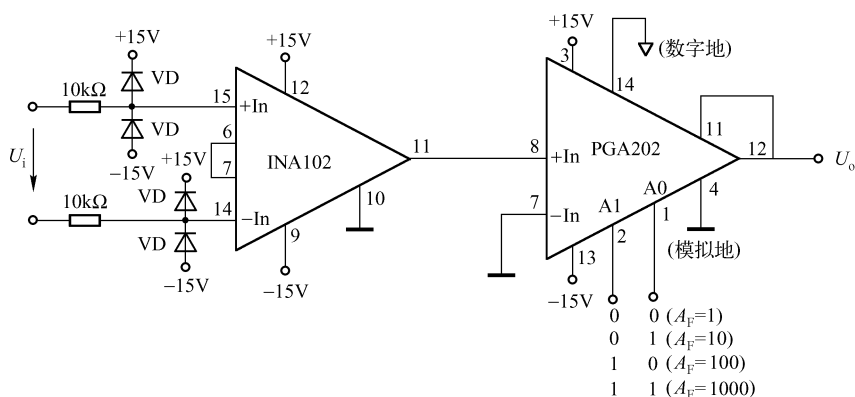 +15V
VD
10kΩ
VD
−15V
Ui
+15V
10kΩ
VD
VD
−15V
+15V
12
15
+In
6
7
INA102
11
10
14
−In
9
−15V
+15V
3
14
(数字地)
11
8
+In
PGA202
12
Uo
7
−In
A1
A0
4
1
2
13
−15V
(模拟地)
0 0 (AF=1)
0 1 (AF=10)
1 0 (AF=100)
1 1 (AF=1000)